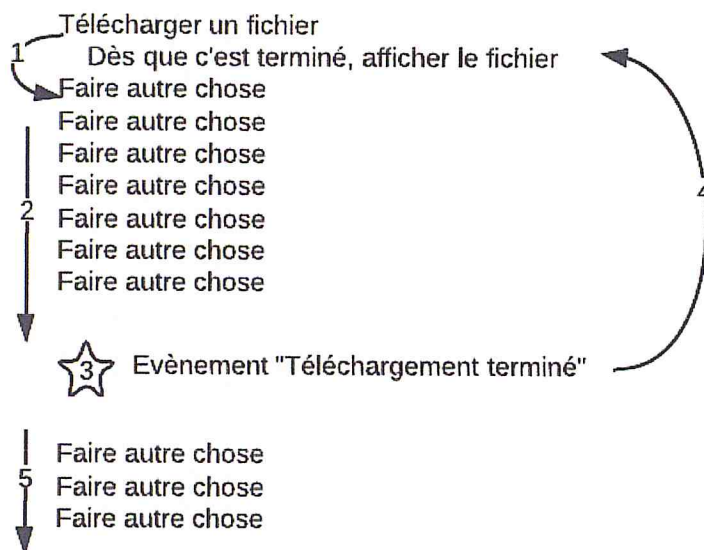 Télécharger un fichier
1
Dès que c'est terminé, afficher le fichier
Faire autre chose
Faire autre chose
Faire autre chose
Faire autre chose
2
Faire autre chose
Faire autre chose
Faire autre chose
4
3 Evènement "Téléchargement terminé"
Faire autre chose
5
Faire autre chose
Faire autre chose